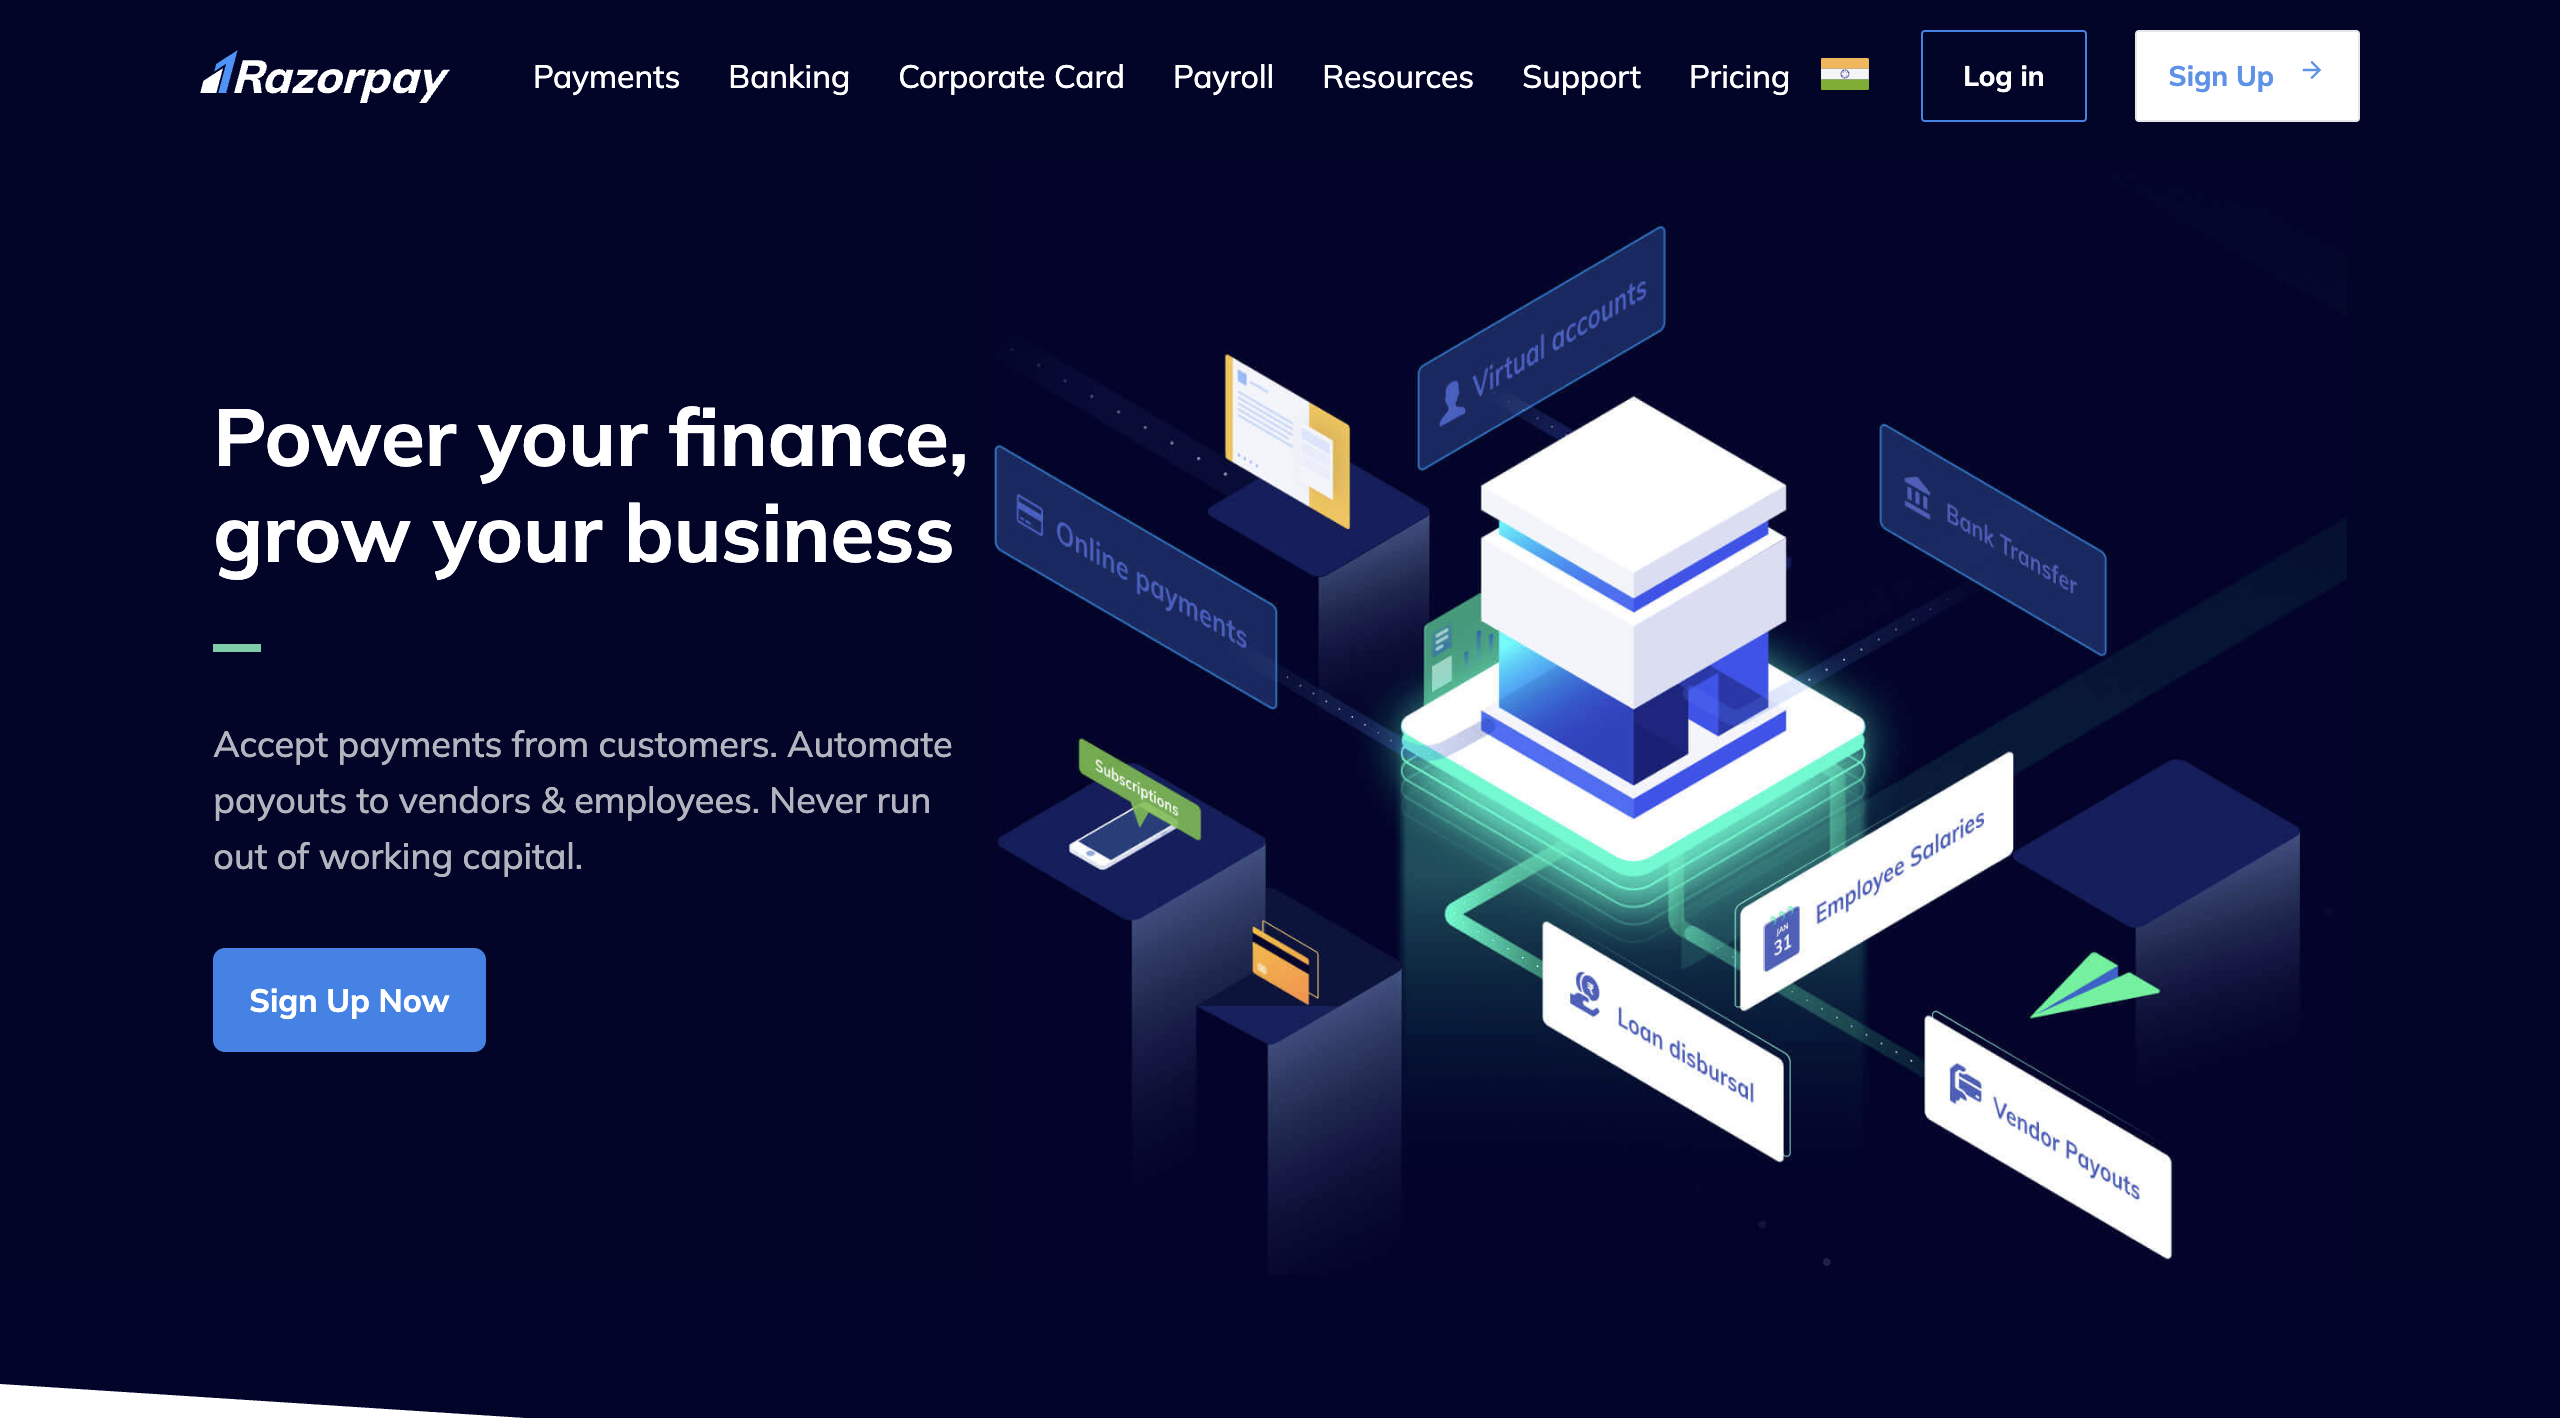 Razorpay
Payments
Banking
Corporate Card
Payroll
Resources
Support
Pricing
Log in
Sign Up
Power your finance,
grow your business
Accept payments from customers. Automate
payouts to vendors & employees. Never run
out of working capital.
Sign Up Now
Virtual accounts
Online payments
Bank Transfer
Subscriptions
JAN
31
Employee Salaries
₹
Loan disbursal
Vendor Payouts